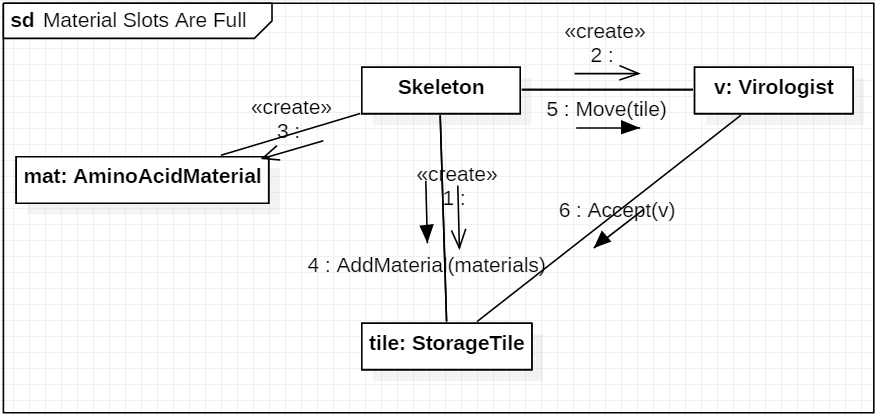 sd Material Slots Are Full
«create»
2 :
Skeleton
v: Virologist
«create»
3 :
5 : Move(tile)
mat: AminoAcidMaterial
«create»
1 :
6 : Accept(v)
4 : AddMaterial(materials)
tile: StorageTile